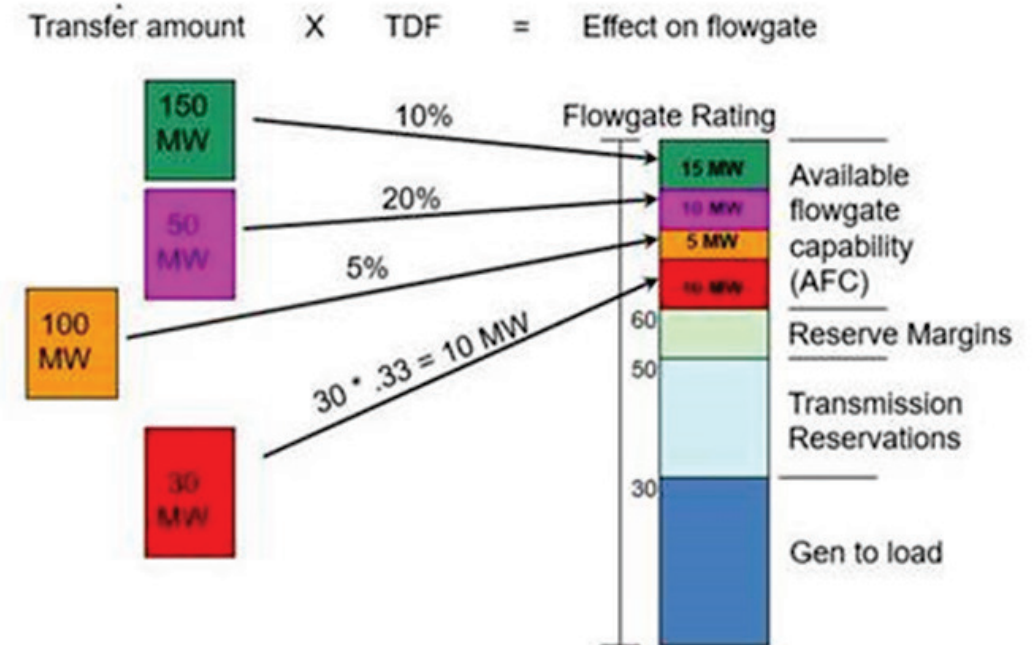 Transfer amount X TDF = Effect on flowgate
150
MW
10%
Flowgate Rating
15 MW
Available
flowgate
capability
(AFC)
50
MW
20%
10 MW
5%
5 MW
100
MW
30 * .33 = 10 MW
10 MW
60
Reserve Margins
50
Transmission
Reservations
30
MW
30
Gen to load